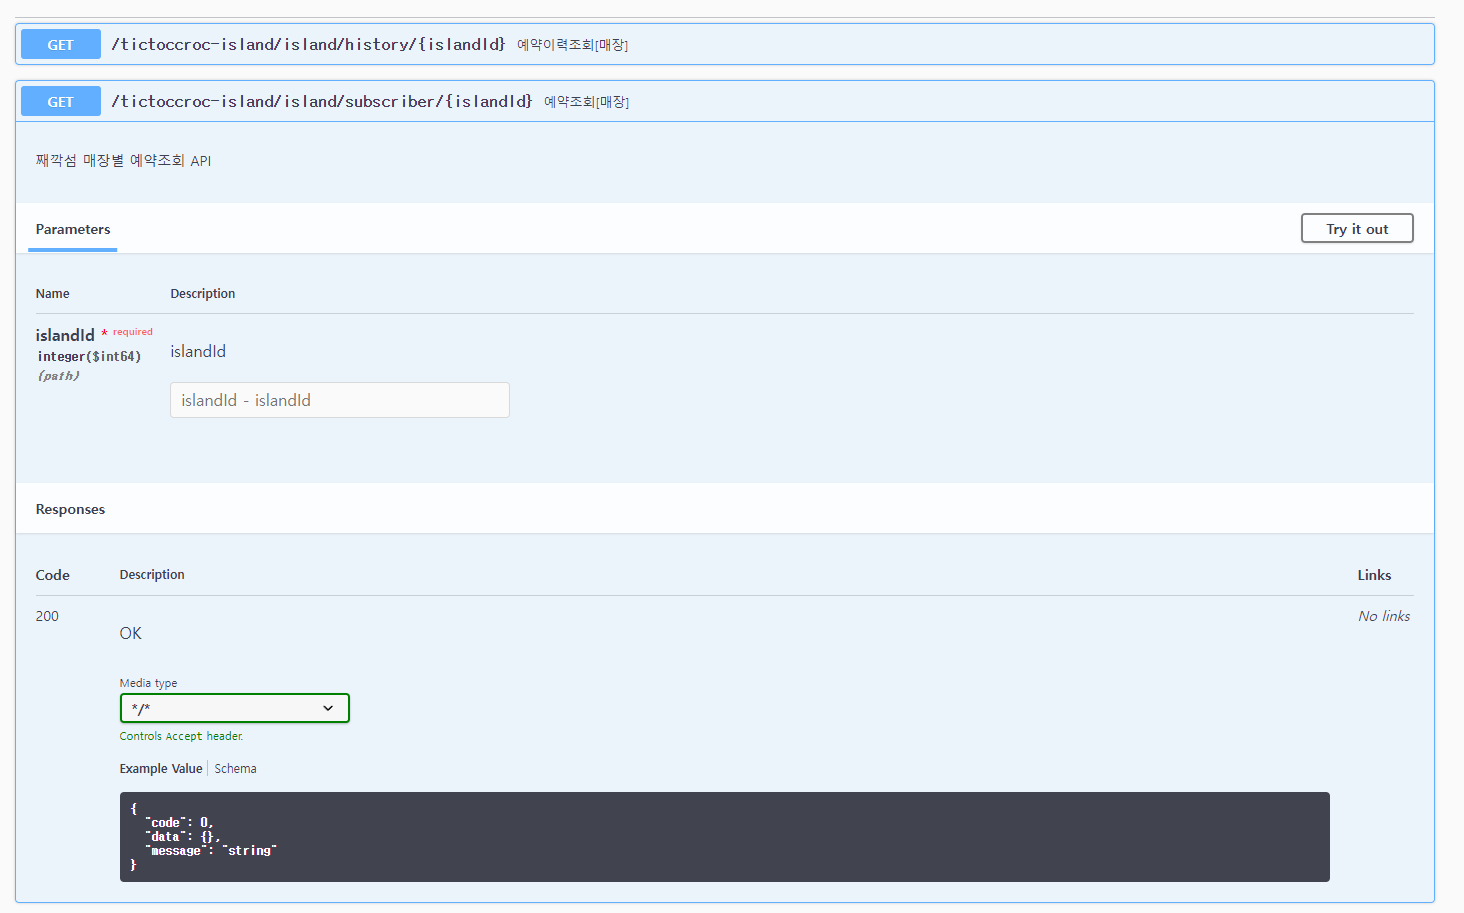 GET /tictoccroc-island/island/history/{islandId} 예약이력조회[매장]
GET /tictoccroc-island/island/subscriber/{islandId} 예약조회[매장]
째깍섬 매장별 예약조회 API
Parameters Try it out
Name Description
islandId * required
integer($int64)
(path)
islandId
islandId - islandId
Responses
Code Description Links
200 OK No links
Media type
*/*
Controls Accept header.
Example Value Schema
{
"code": 0,
"data": {},
"message": "string"
}